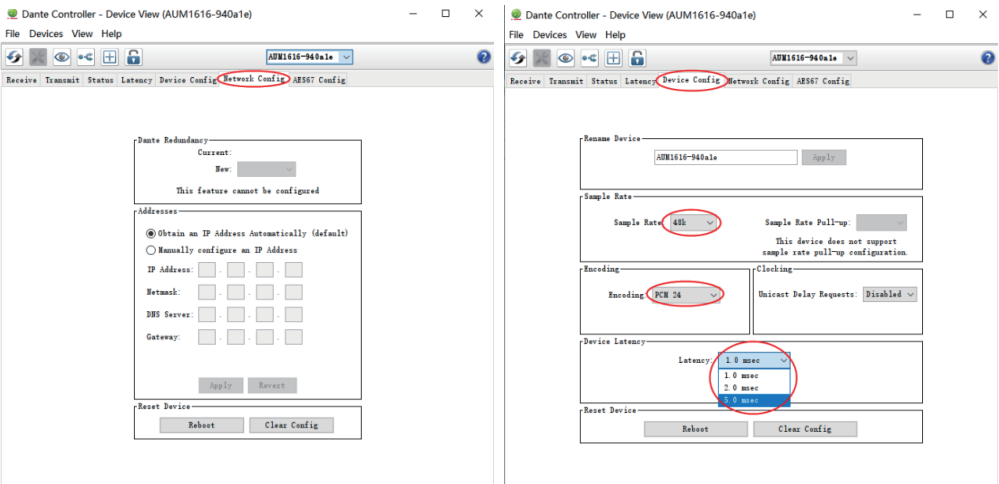 Dante Controller - Device View (AUM1616-940a1e)
File Devices View Help
AUM1616-940a1e
Receive Transmit Status Latency Device Config Network Config AES67 Config
Dante Redundancy
Current:
New:
This feature cannot be configured
Addresses
Obtain an IP Address Automatically (default)
Manually configure an IP Address
IP Address: . . .
Netmask: . . .
DNS Server: . . .
Gateway: . . .
Apply Revert
Reset Device
Reboot Clear Config
Dante Controller - Device View (AUM1616-940a1e)
File Devices View Help
AUM1616-940a1e
Receive Transmit Status Latency Device Config Network Config AES67 Config
Rename Device
AUM1616-940a1e Apply
Sample Rate
Sample Rate: 48k Sample Rate Pull-up:
This device does not support
sample rate pull-up configuration.
Encoding Clocking
Encoding: PCM 24 Unicast Delay Requests: Disabled
Device Latency
Latency: 1.0 msec
1.0 msec
2.0 msec
5.0 msec
Reset Device
Reboot Clear Config